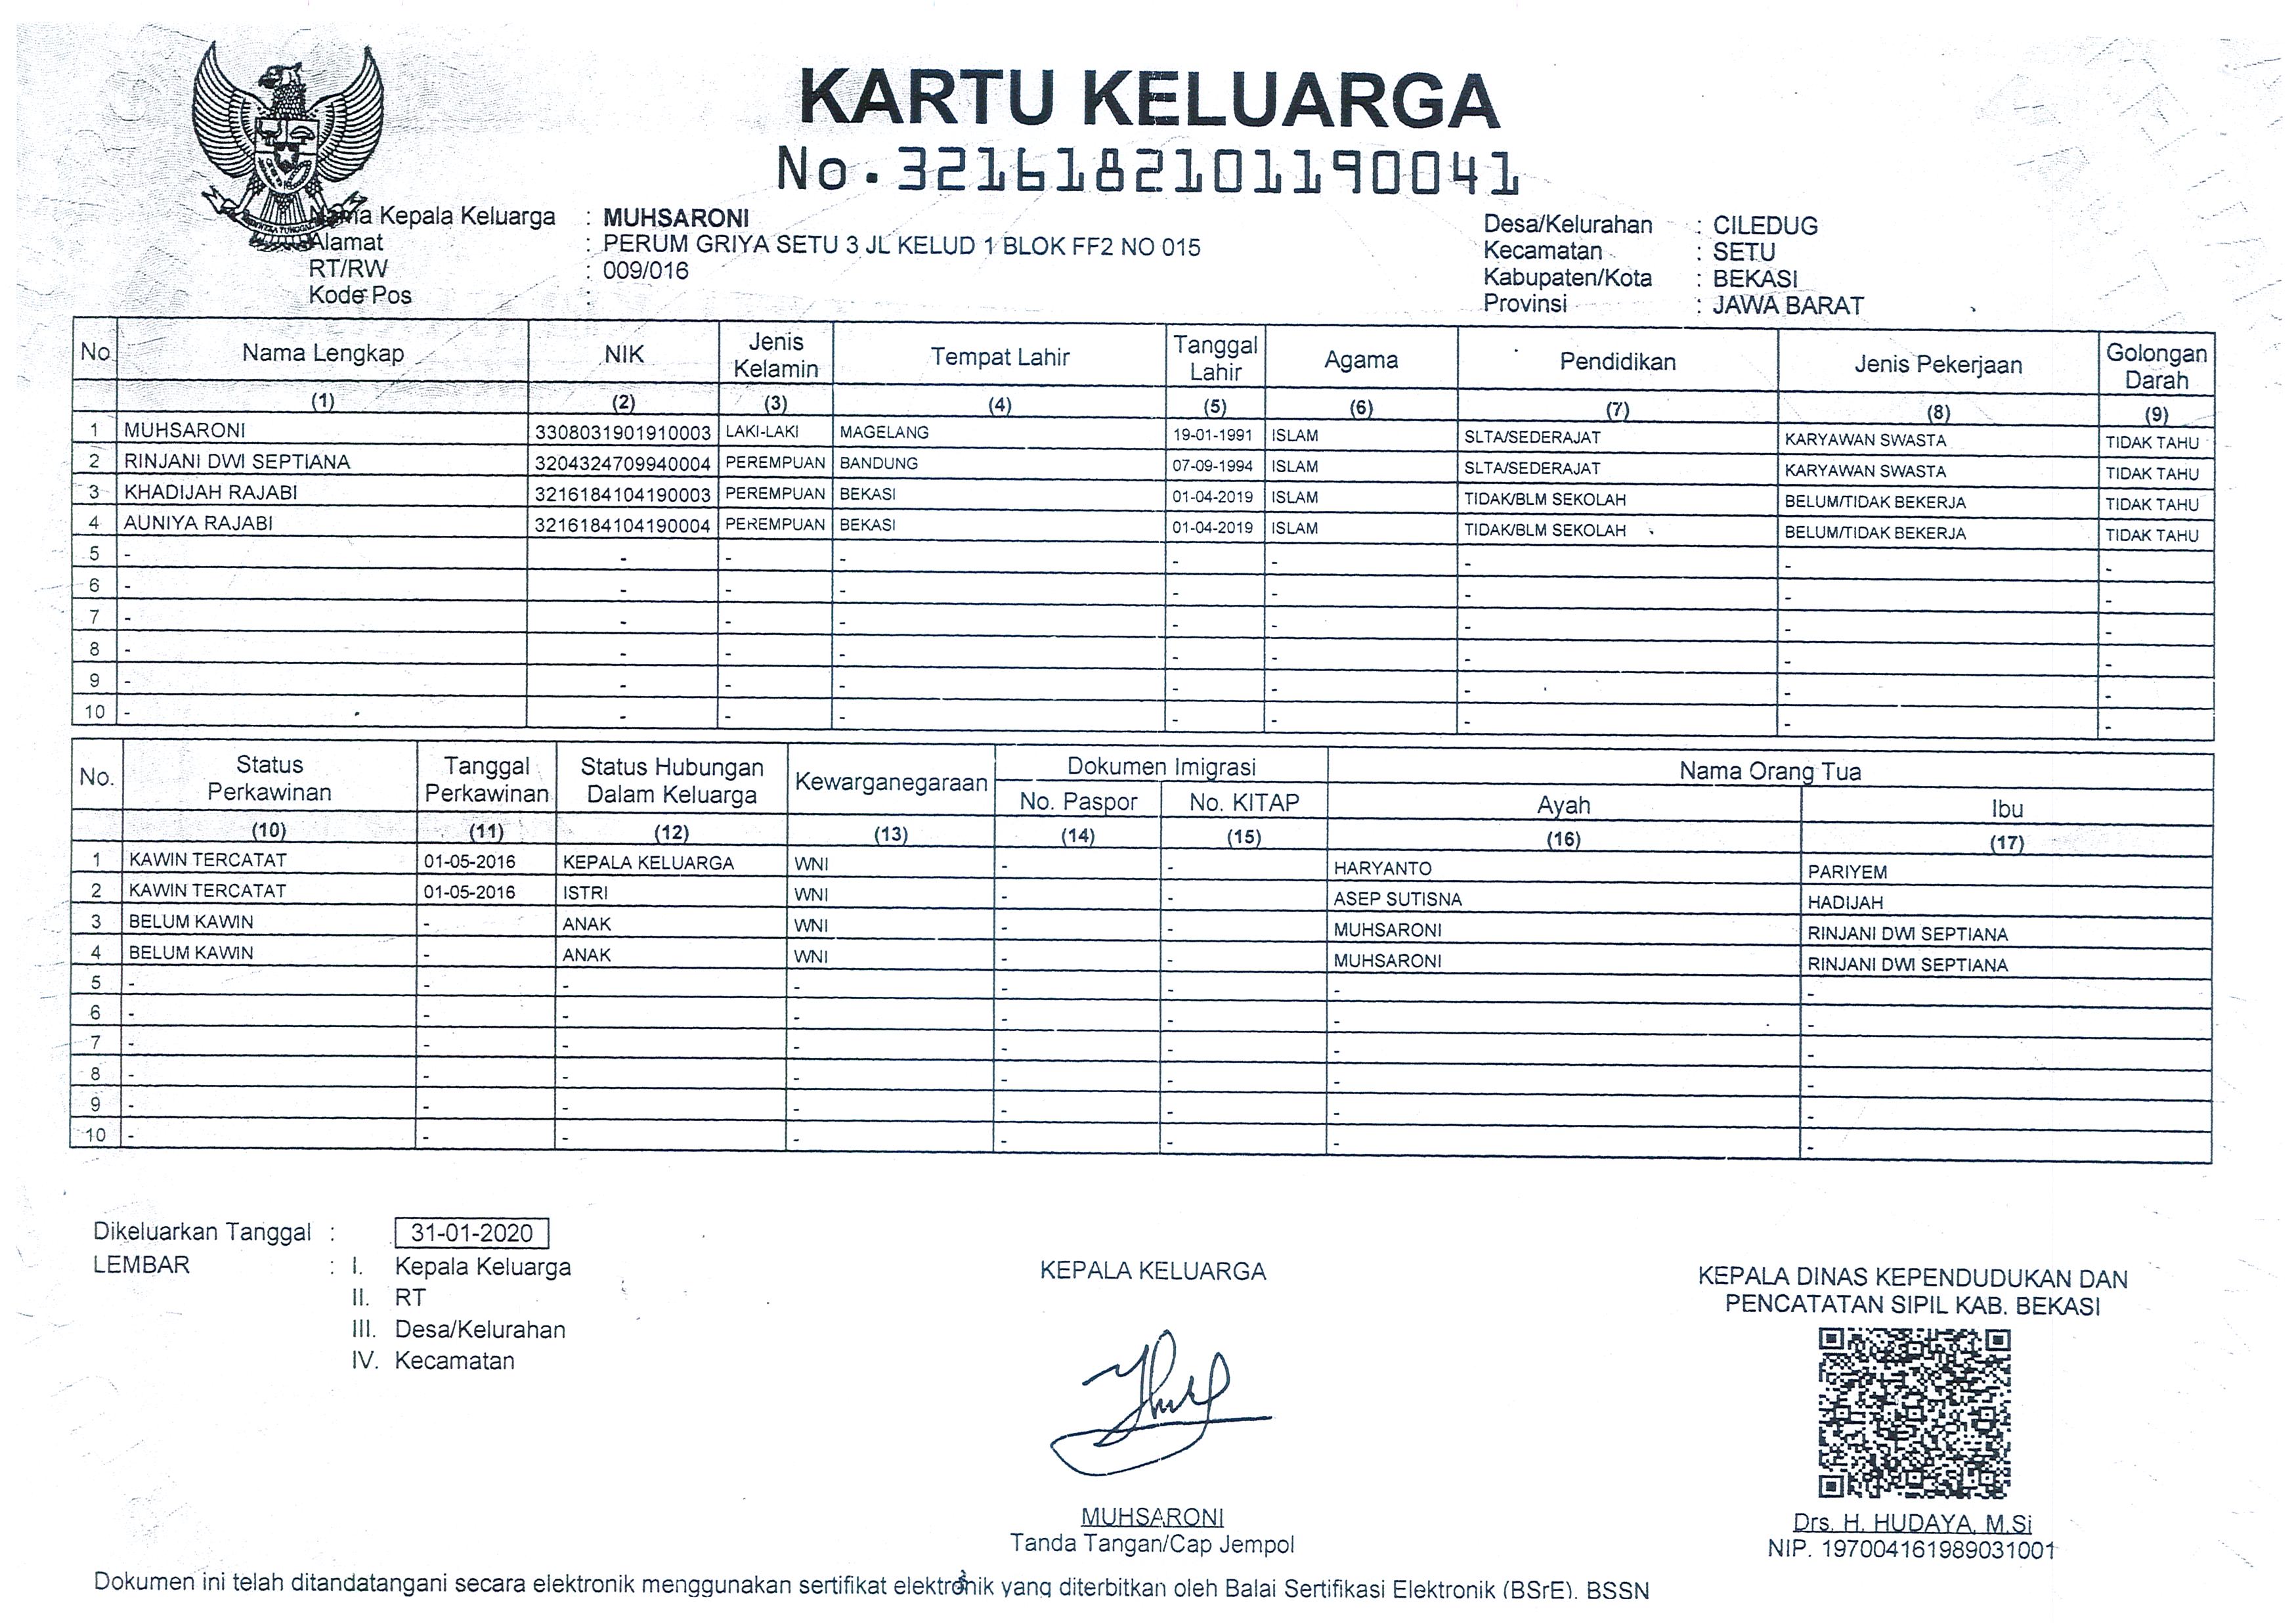 KARTU KELUARGA
No. 3216182101190041
Nama Kepala Keluarga : MUHSARONI
Alamat : PERUM GRIYA SETU 3 JL KELUD 1 BLOK FF2 NO 015
RT/RW : 009/016
Kode Pos :
Desa/Kelurahan : CILEDUG
Kecamatan : SETU
Kabupaten/Kota : BEKASI
Provinsi : JAWA BARAT
No Nama Lengkap NIK Jenis Kelamin Tempat Lahir Tanggal Lahir Agama Pendidikan Jenis Pekerjaan Golongan Darah
(1) (2) (3) (4) (5) (6) (7) (8) (9)
1 MUHSARONI 3308031901910003 LAKI-LAKI MAGELANG 19-01-1991 ISLAM SLTA/SEDERAJAT KARYAWAN SWASTA TIDAK TAHU
2 RINJANI DWI SEPTIANA 3204324709940004 PEREMPUAN BANDUNG 07-09-1994 ISLAM SLTA/SEDERAJAT KARYAWAN SWASTA TIDAK TAHU
3 KHADIJAH RAJABI 3216184104190003 PEREMPUAN BEKASI 01-04-2019 ISLAM TIDAK/BLM SEKOLAH BELUM/TIDAK BEKERJA TIDAK TAHU
4 AUNIYA RAJABI 3216184104190004 PEREMPUAN BEKASI 01-04-2019 ISLAM TIDAK/BLM SEKOLAH BELUM/TIDAK BEKERJA TIDAK TAHU
5 - - - - - - - - -
6 - - - - - - - - -
7 - - - - - - - - -
8 - - - - - - - - -
9 - - - - - - - - -
10 - - - - - - - - -
No. Status Perkawinan Tanggal Perkawinan Status Hubungan Dalam Keluarga Kewarganegaraan Dokumen Imigrasi Nama Orang Tua
No. Paspor No. KITAP Ayah Ibu
(10) (11) (12) (13) (14) (15) (16) (17)
1 KAWIN TERCATAT 01-05-2016 KEPALA KELUARGA WNI - - HARYANTO PARIYEM
2 KAWIN TERCATAT 01-05-2016 ISTRI WNI - - ASEP SUTISNA HADIJAH
3 BELUM KAWIN - ANAK WNI - - MUHSARONI RINJANI DWI SEPTIANA
4 BELUM KAWIN - ANAK WNI - - MUHSARONI RINJANI DWI SEPTIANA
5 - - - - - - - -
6 - - - - - - - -
7 - - - - - - - -
8 - - - - - - - -
9 - - - - - - - -
10 - - - - - - - -
Dikeluarkan Tanggal : 31-01-2020
LEMBAR : I. Kepala Keluarga
II. RT
III. Desa/Kelurahan
IV. Kecamatan
KEPALA KELUARGA
MUHSARONI
Tanda Tangan/Cap Jempol
KEPALA DINAS KEPENDUDUKAN DAN
PENCATATAN SIPIL KAB. BEKASI
Drs. H. HUDAYA, M.Si
NIP. 197004161989031001
Dokumen ini telah ditandatangani secara elektronik menggunakan sertifikat elektronik yang diterbitkan oleh Balai Sertifikasi Elektronik (BSrE), BSSN